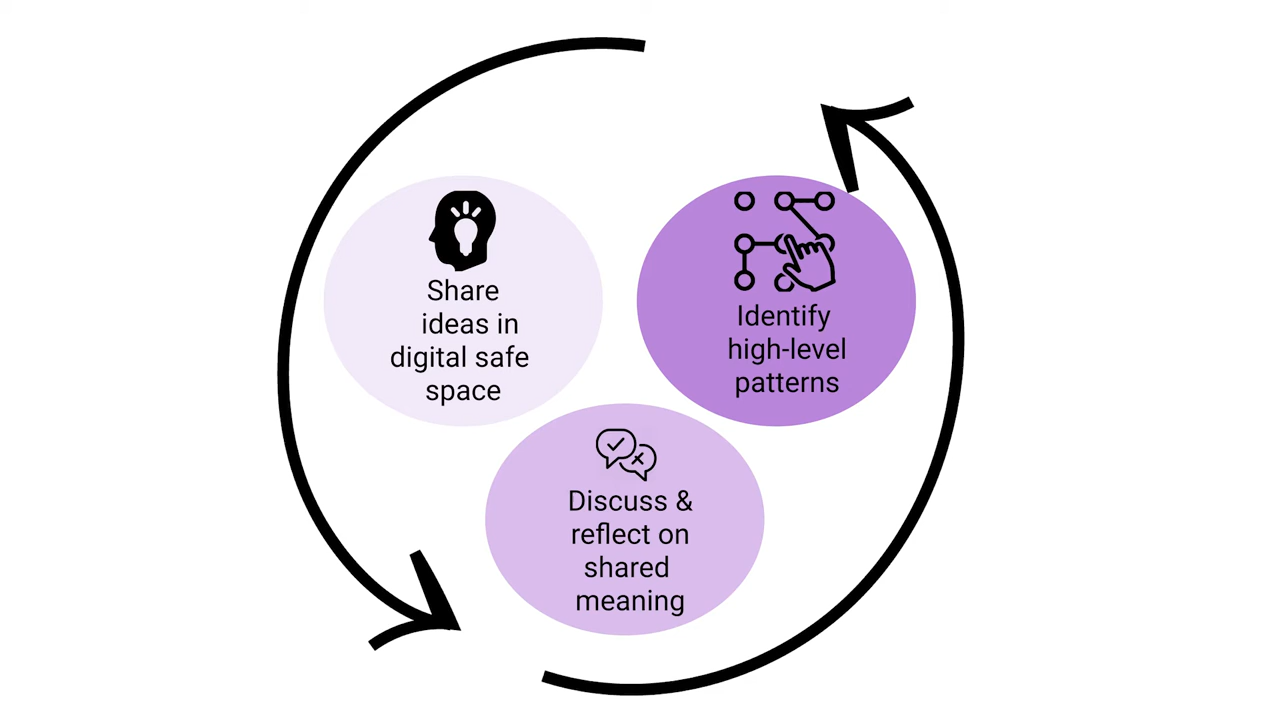 Share
ideas in
digital safe
space
Identify
high-level
patterns
Discuss &
reflect on
shared
meaning